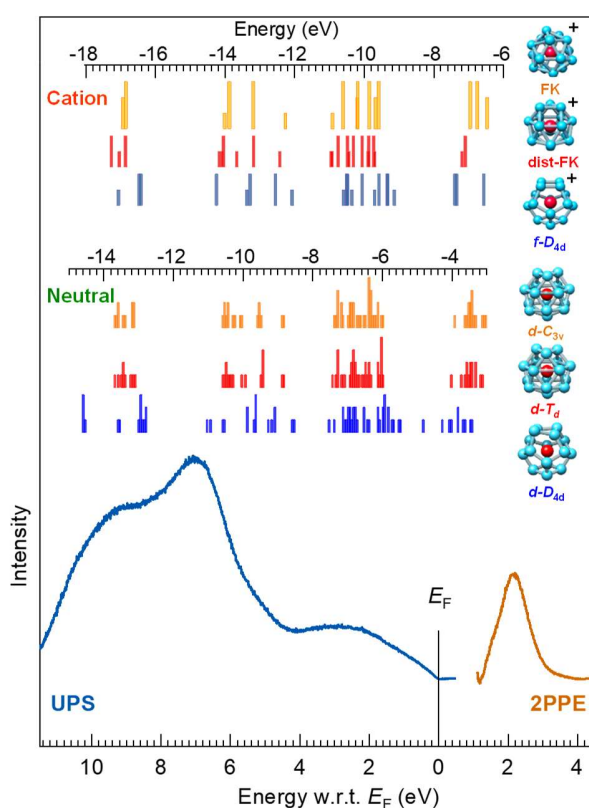 Energy (eV)
-18 -16 -14 -12 -10 -8 -6
+
FK
Cation
+
dist-FK
+
f-D4d
-14 -12 -10 -8 -6 -4
Neutral
d-C3v
d-Td
d-D4d
Intensity
EF
UPS
2PPE
10 8 6 4 2 0 2 4
Energy w.r.t. EF (eV)